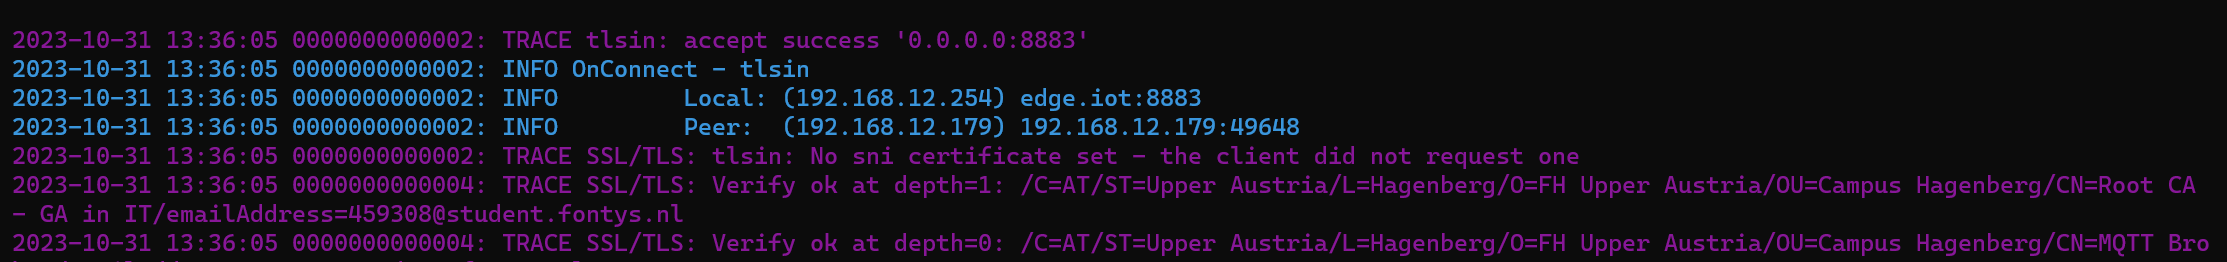 2023-10-31 13:36:05 0000000000002: TRACE tlsin: accept success '0.0.0.0:8883'
2023-10-31 13:36:05 0000000000002: INFO OnConnect - tlsin
2023-10-31 13:36:05 0000000000002: INFO         Local: (192.168.12.254) edge.iot:8883
2023-10-31 13:36:05 0000000000002: INFO         Peer:  (192.168.12.179) 192.168.12.179:49648
2023-10-31 13:36:05 0000000000002: TRACE SSL/TLS: tlsin: No sni certificate set - the client did not request one
2023-10-31 13:36:05 0000000000004: TRACE SSL/TLS: Verify ok at depth=1: /C=AT/ST=Upper Austria/L=Hagenberg/O=FH Upper Austria/OU=Campus Hagenberg/CN=Root CA
- GA in IT/emailAddress=459308@student.fontys.nl
2023-10-31 13:36:05 0000000000004: TRACE SSL/TLS: Verify ok at depth=0: /C=AT/ST=Upper Austria/L=Hagenberg/O=FH Upper Austria/OU=Campus Hagenberg/CN=MQTT Bro